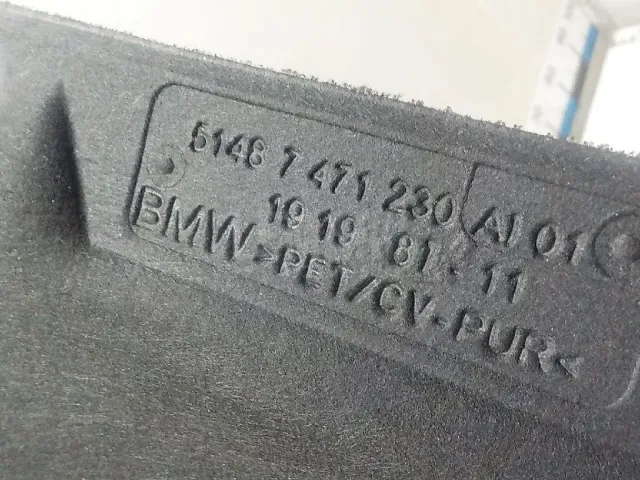 5148 7 471 230 AI 01
19 19 81-11
BMW >PET/CV-PUR<